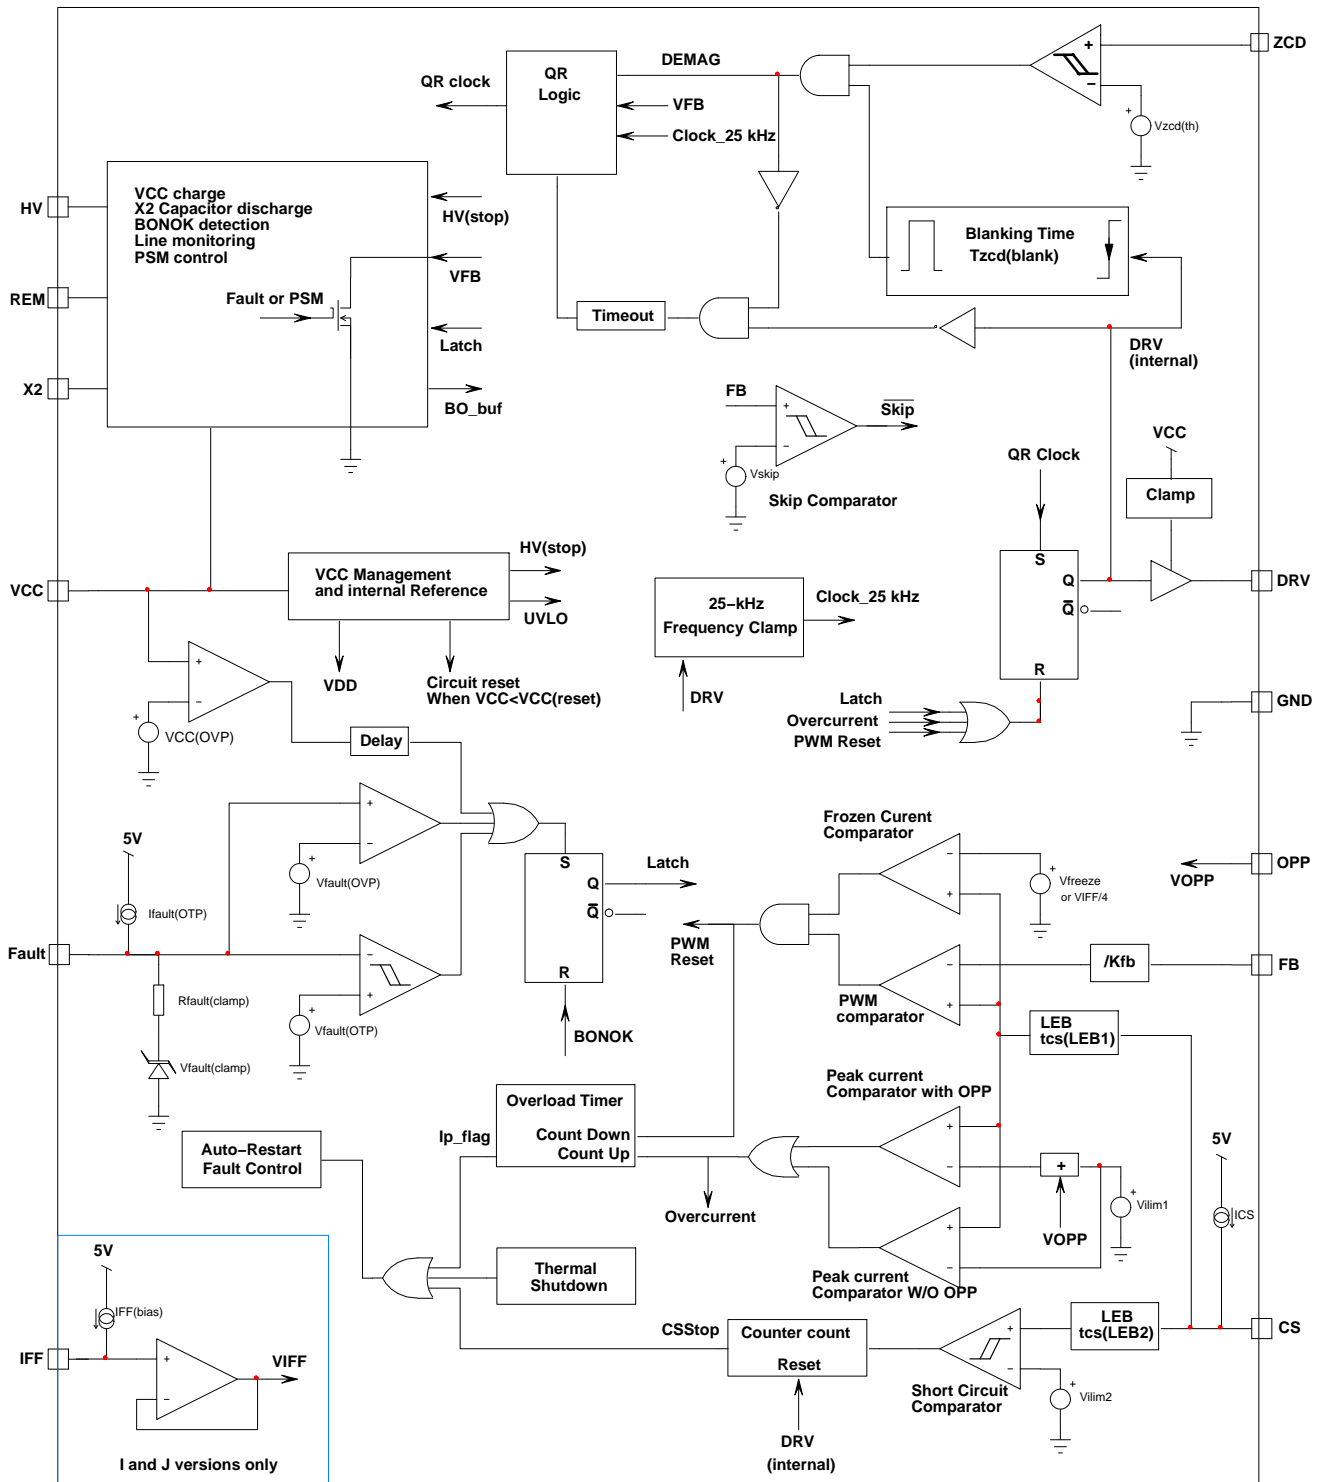 ZCD
DEMAG
QR
Logic
QR clock
VFB
Clock_25 kHz
+
−
+
Vzcd(th)
VCC charge
X2 Capacitor discharge
BONOK detection
Line monitoring
PSM control
HV
HV(stop)
VFB
REM
Fault or PSM
Latch
X2
BO_buf
Blanking Time
Tzcd(blank)
Timeout
DRV
(internal)
FB
+
−
+
Vskip
Skip
Skip Comparator
VCC
QR Clock
Clamp
S
Q
Q
R
DRV
VCC
VCC Management
and internal Reference
HV(stop)
UVLO
VDD
Circuit reset
When VCC<VCC(reset)
25−kHz
Frequency Clamp
Clock_25 kHz
DRV
Latch
Overcurrent
PWM Reset
GND
+
−
+
VCC(OVP)
Delay
+
−
+
Vfault(OVP)
5V
Ifault(OTP)
Fault
Rfault(clamp)
Vfault(clamp)
−
+
+
Vfault(OTP)
S
Q
Q
R
Latch
BONOK
PWM
Reset
Frozen Curent
Comparator
−
+
+
Vfreeze
or VIFF/4
OPP
VOPP
/Kfb
FB
−
+
PWM
comparator
LEB
tcs(LEB1)
Peak current
Comparator with OPP
+
−
+
VOPP
+
Vilim1
Overload Timer
Count Down
Count Up
Ip_flag
Overcurrent
+
−
Peak current
Comparator W/O OPP
5V
ICS
Auto−Restart
Fault Control
Thermal
Shutdown
CSStop
Counter count
Reset
DRV
(internal)
+
−
Short Circuit
Comparator
LEB
tcs(LEB2)
+
Vilim2
CS
5V
IFF(bias)
IFF
+
−
VIFF
I and J versions only